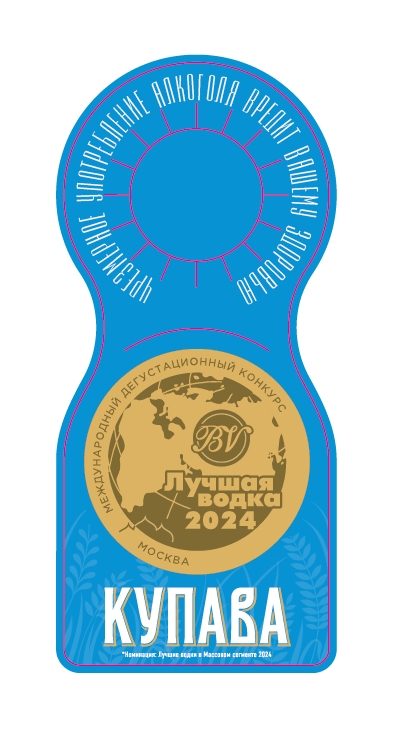 ЧРЕЗМЕРНОЕ УПОТРЕБЛЕНИЕ АЛКОГОЛЯ ВРЕДИТ ВАШЕМУ ЗДОРОВЬЮ
МЕЖДУНАРОДНЫЙ ДЕГУСТАЦИОННЫЙ КОНКУРС
BV
Лучшая
водка
2024
МОСКВА
КУПАВА
*Номинация: Лучшие водки в Массовом сегменте 2024